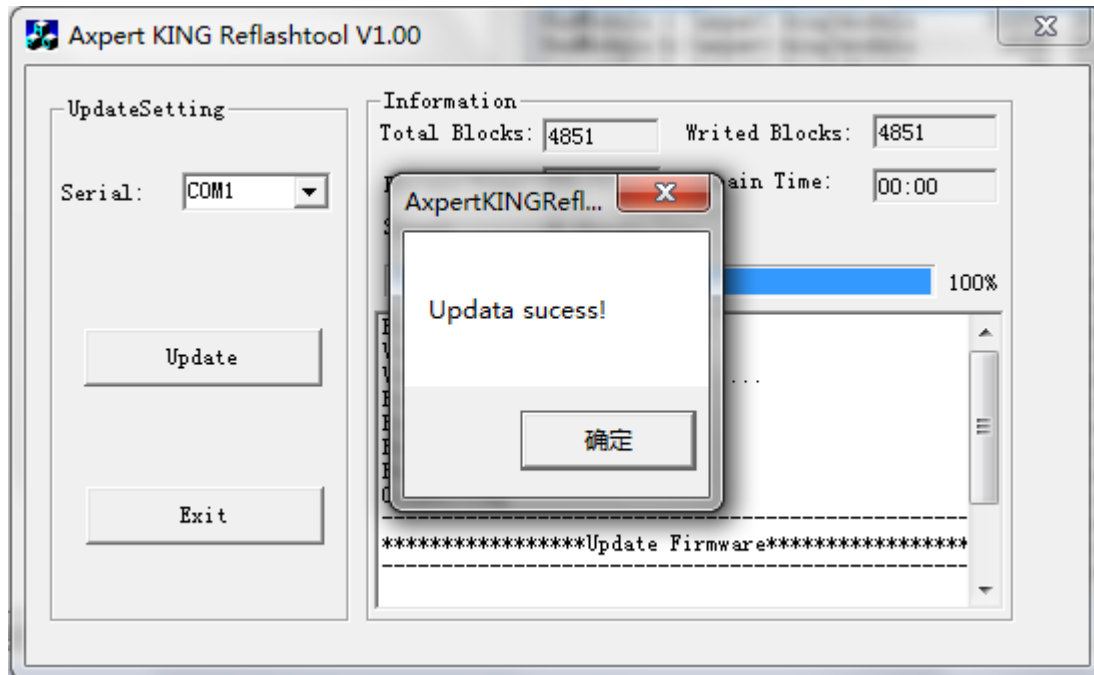 Axpert KING Reflashtool V1.00
UpdateSetting
Serial: COM1
Update
Exit
Information
Total Blocks: 4851 Writed Blocks: 4851
ain Time: 00:00
100%
AxpertKINGRefl...
Updata sucess!
确定
...
*****************Update Firmware*****************